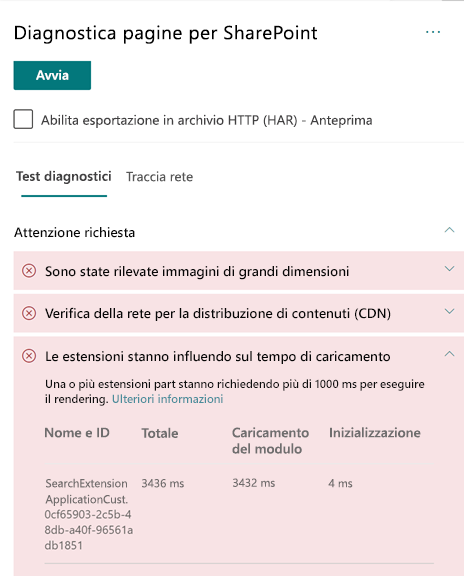 Diagnostica pagine per SharePoint
...
Avvia
Abilita esportazione in archivio HTTP (HAR) - Anteprima
Test diagnostici Traccia rete
Attenzione richiesta
Sono state rilevate immagini di grandi dimensioni
Verifica della rete per la distribuzione di contenuti (CDN)
Le estensioni stanno influendo sul tempo di caricamento
Una o più estensioni part stanno richiedendo più di 1000 ms per eseguire
il rendering. Ulteriori informazioni
Nome e ID Totale Caricamento Inizializzazione
del modulo
SearchExtension 3436 ms 3432 ms 4 ms
ApplicationCust.
0cf65903-2c5b-4
8db-a40f-96561a
db1851